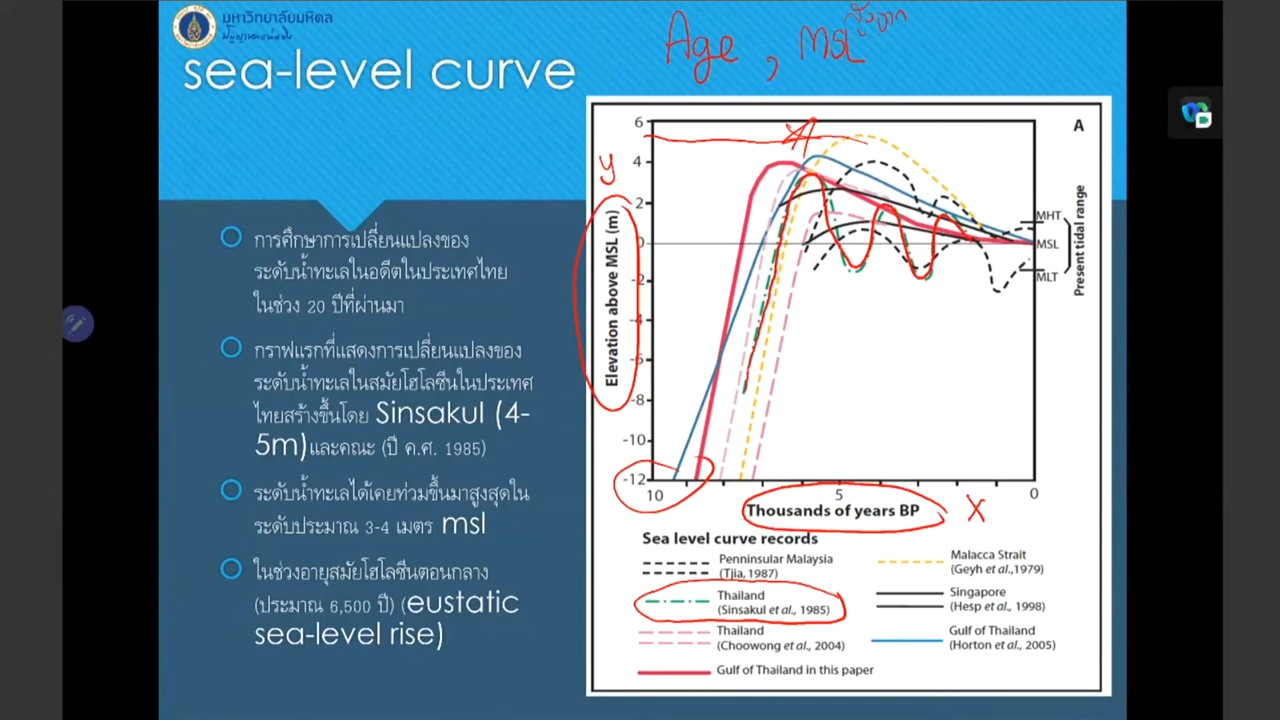 มหาวิทยาลัยมหิดล
ปัญญาของแผ่นดิน
sea-level curve
Age , MSL
การศึกษาการเปลี่ยนแปลงของ
ระดับน้ำทะเลในอดีตในประเทศไทย
ในช่วง 20 ปีที่ผ่านมา
กราฟแรกที่แสดงการเปลี่ยนแปลงของ
ระดับน้ำทะเลในสมัยโฮโลซีนในประเทศ
ไทยสร้างขึ้นโดย Sinsakul (4-
5m)และคณะ (ปี ค.ศ. 1985)
ระดับน้ำทะเลได้เคยท่วมขึ้นมาสูงสุดใน
ระดับประมาณ 3-4 เมตร msl
ในช่วงอายุสมัยโฮโลซีนตอนกลาง
(ประมาณ 6,500 ปี) (eustatic
sea-level rise)
A
y
Elevation above MSL (m)
6
4
2
0
-2
-4
-6
-8
-10
-12
10
5
0
Thousands of years BP
X
MHT
MSL
MLT
Present tidal range
Sea level curve records
Penninsular Malaysia
(Tjia, 1987)
Malacca Strait
(Geyh et al.,1979)
Thailand
(Sinsakul et al., 1985)
Singapore
(Hesp et al., 1998)
Thailand
(Choowong et al., 2004)
Gulf of Thailand
(Horton et al., 2005)
Gulf of Thailand in this paper